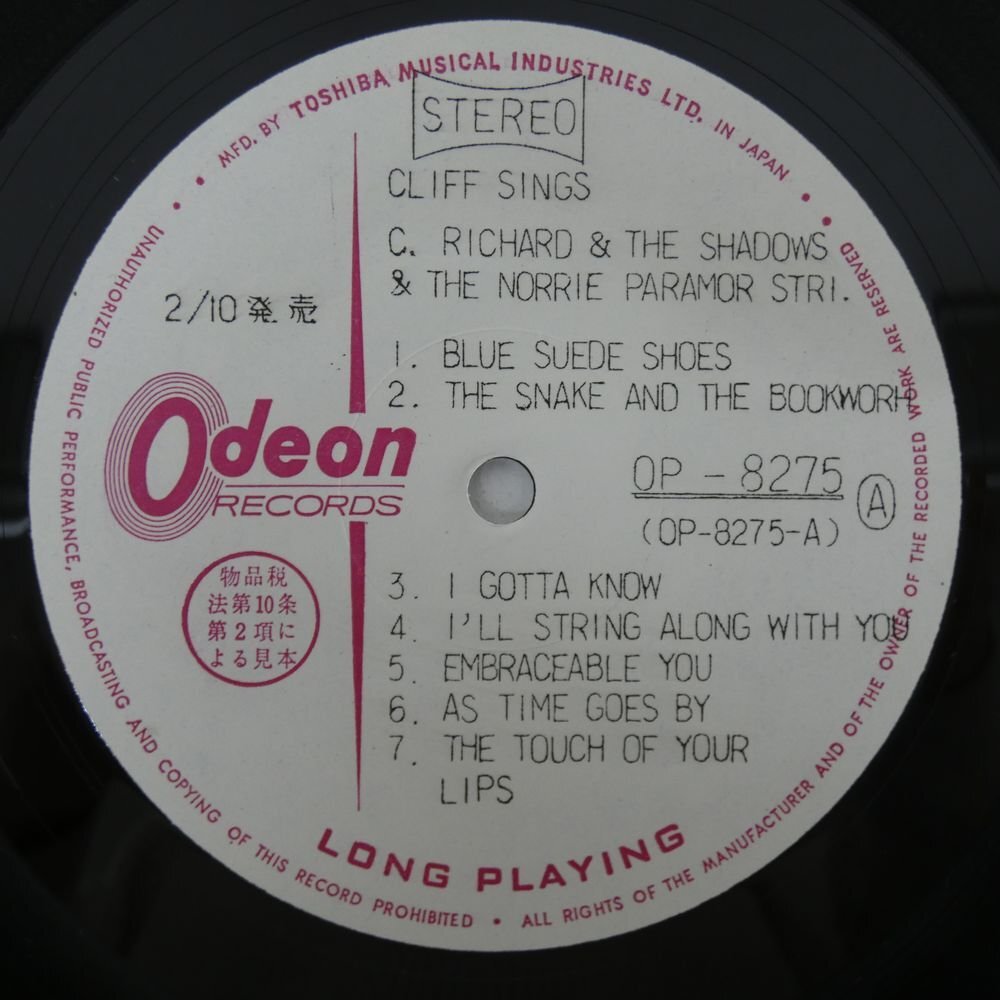 MFD. BY TOSHIBA MUSICAL INDUSTRIES LTD. IN JAPAN
STEREO
CLIFF SINGS
C. RICHARD & THE SHADOWS
& THE NORRIE PARAMOR STRI.
2/10発売
1. BLUE SUEDE SHOES
2. THE SNAKE AND THE BOOKWORM
Odeon
RECORDS
OP-8275
(OP-8275-A)
A
物品税
法第10条
第2項に
よる見本
3. I GOTTA KNOW
4. I'LL STRING ALONG WITH YOU
5. EMBRACEABLE YOU
6. AS TIME GOES BY
7. THE TOUCH OF YOUR
LIPS
LONG PLAYING
UNAUTHORIZED PUBLIC PERFORMANCE, BROADCASTING AND COPYING OF THIS RECORD PROHIBITED • ALL RIGHTS OF THE MANUFACTURER AND OF THE OWNER OF THE RECORDED WORK ARE RESERVED